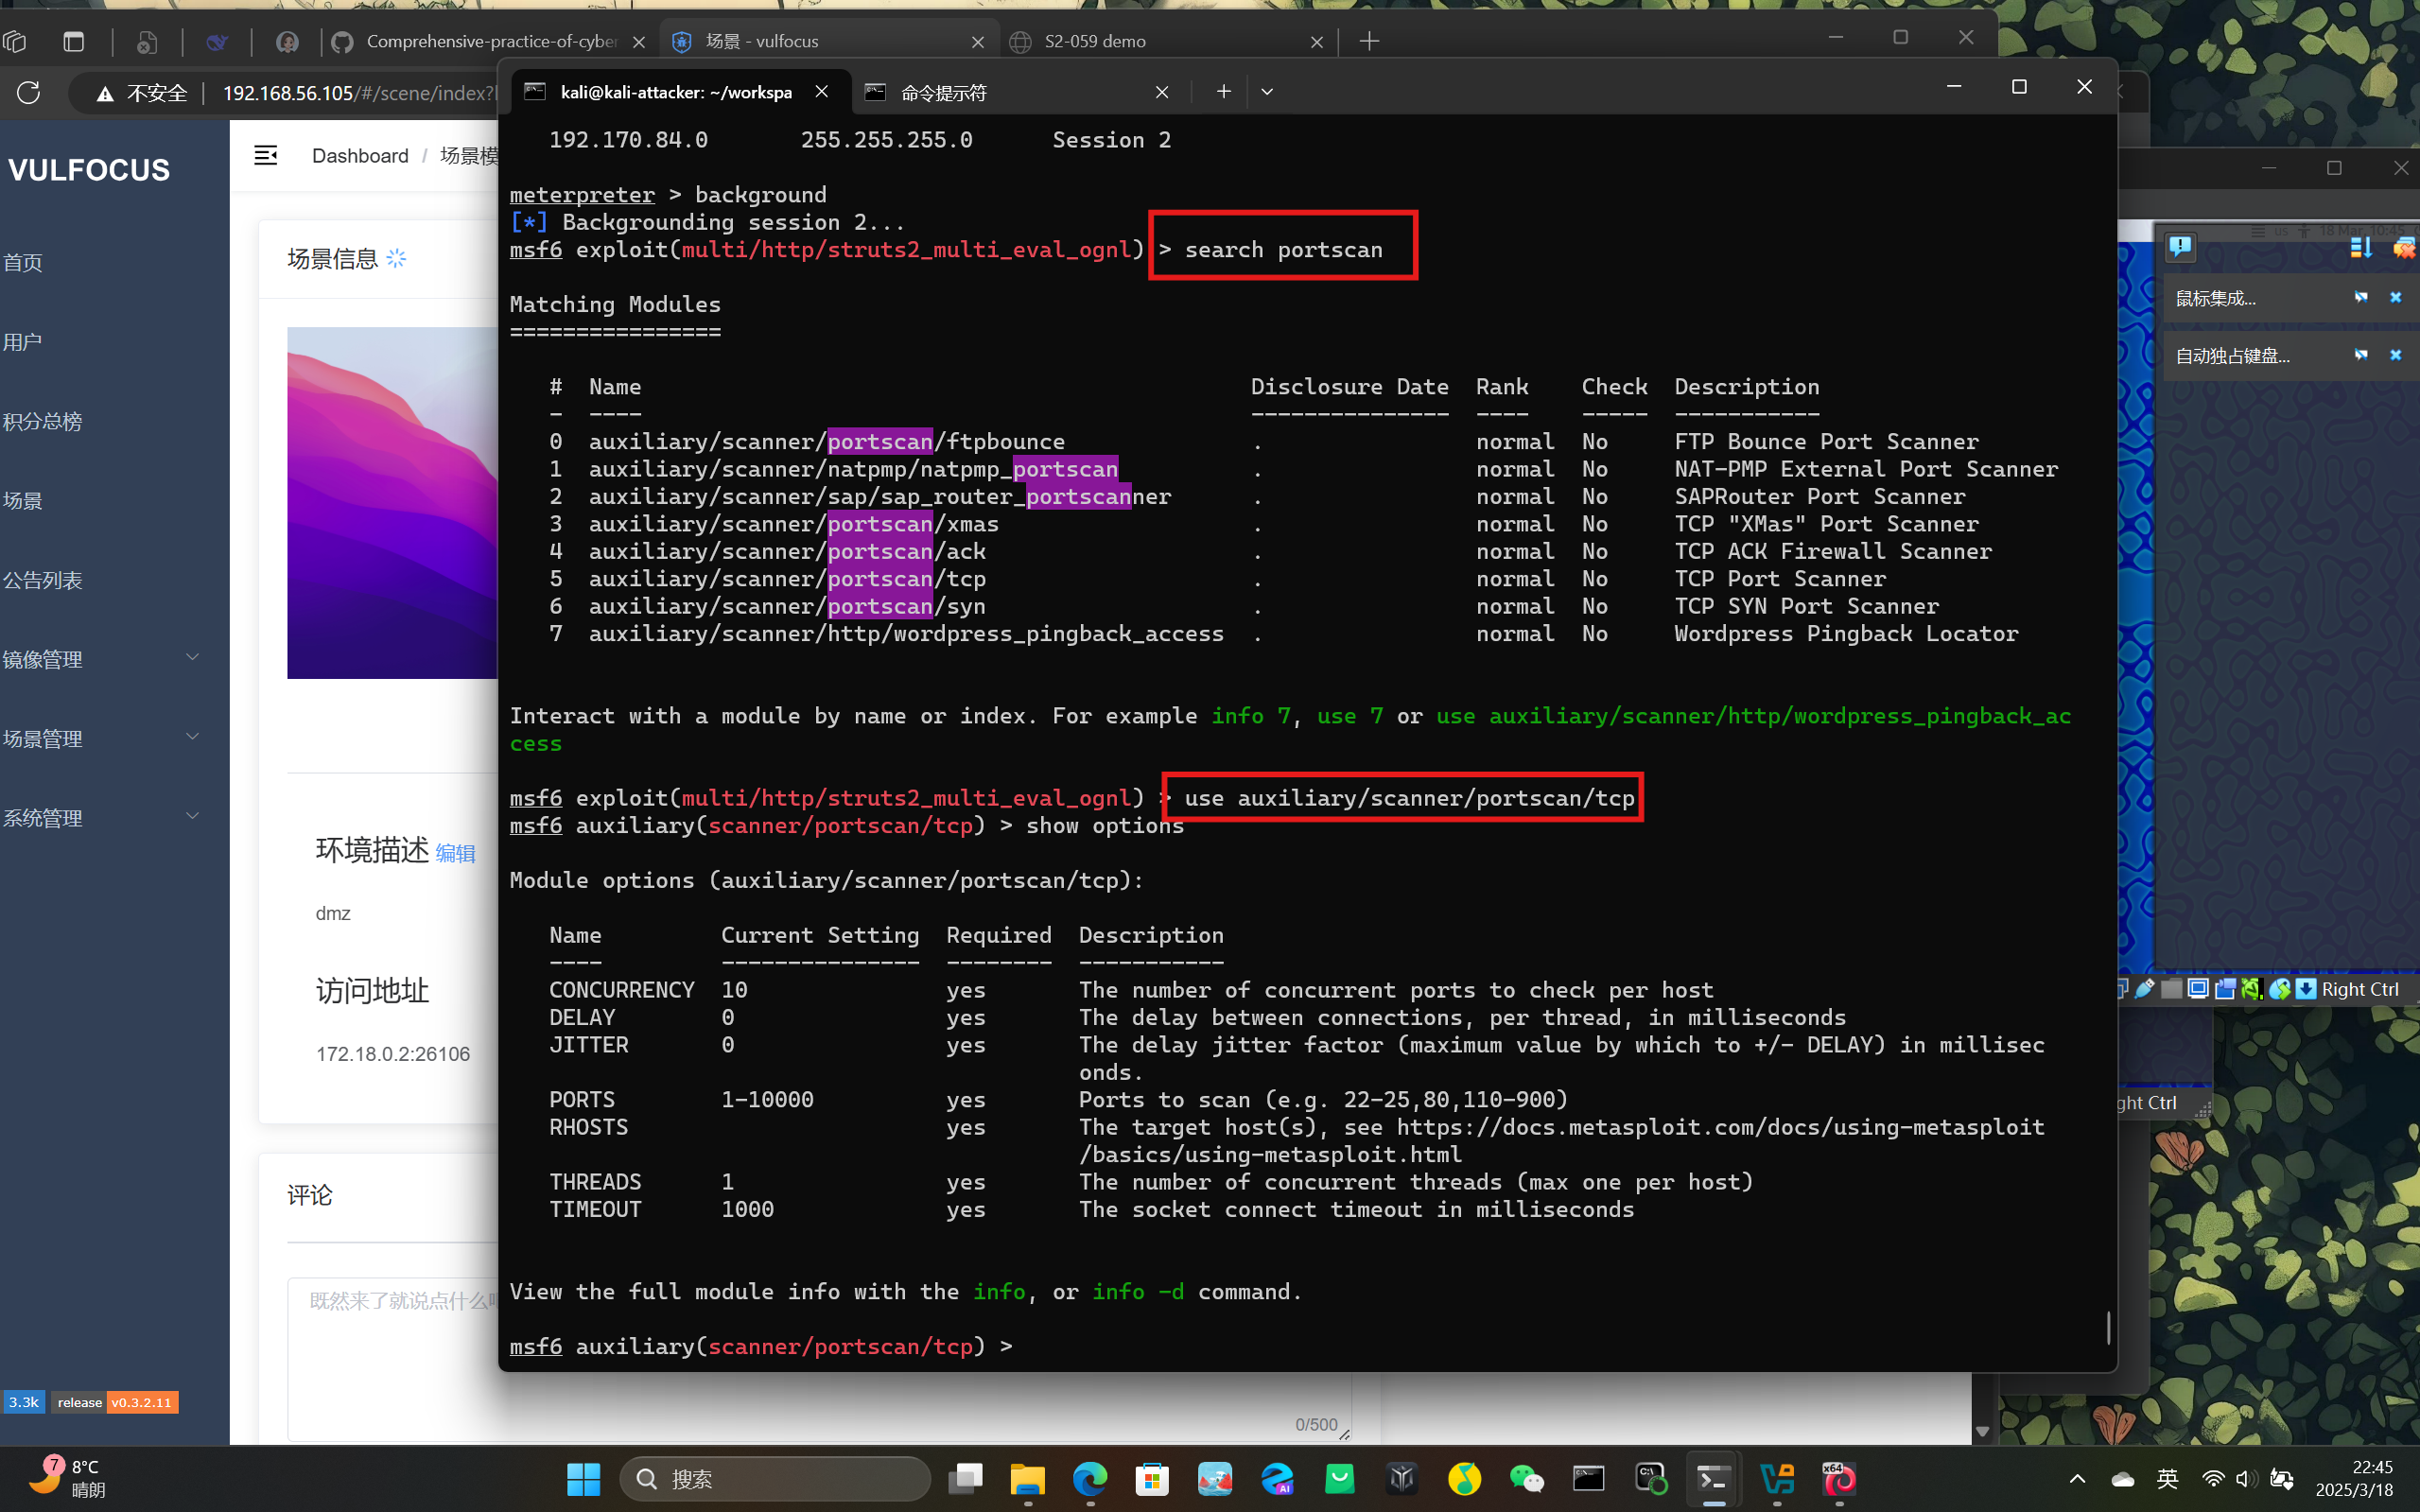 Comprehensive-practice-of-cyber
场景 - vulfocus
S2-059 demo
不安全
192.168.56.105/#/scene/index?
kali@kali-attacker: ~/workspa
命令提示符
VULFOCUS
首页
用户
积分总榜
场景
公告列表
镜像管理
场景管理
系统管理
3.3k
release v0.3.2.11
Dashboard / 场景模
场景信息
环境描述 编辑
dmz
访问地址
172.18.0.2:26106
评论
既然来了就说点什么
0/500
192.170.84.0 255.255.255.0 Session 2
meterpreter > background
[*] Backgrounding session 2...
msf6 exploit(multi/http/struts2_multi_eval_ognl) > search portscan
Matching Modules
================
# Name Disclosure Date Rank Check Description
- ---- --------------- ---- ----- -----------
0 auxiliary/scanner/portscan/ftpbounce . normal No FTP Bounce Port Scanner
1 auxiliary/scanner/natpmp/natpmp_portscan . normal No NAT-PMP External Port Scanner
2 auxiliary/scanner/sap/sap_router_portscanner . normal No SAPRouter Port Scanner
3 auxiliary/scanner/portscan/xmas . normal No TCP "XMas" Port Scanner
4 auxiliary/scanner/portscan/ack . normal No TCP ACK Firewall Scanner
5 auxiliary/scanner/portscan/tcp . normal No TCP Port Scanner
6 auxiliary/scanner/portscan/syn . normal No TCP SYN Port Scanner
7 auxiliary/scanner/http/wordpress_pingback_access . normal No Wordpress Pingback Locator
Interact with a module by name or index. For example info 7, use 7 or use auxiliary/scanner/http/wordpress_pingback_ac
cess
msf6 exploit(multi/http/struts2_multi_eval_ognl) > use auxiliary/scanner/portscan/tcp
msf6 auxiliary(scanner/portscan/tcp) > show options
Module options (auxiliary/scanner/portscan/tcp):
Name Current Setting Required Description
---- --------------- -------- -----------
CONCURRENCY 10 yes The number of concurrent ports to check per host
DELAY 0 yes The delay between connections, per thread, in milliseconds
JITTER 0 yes The delay jitter factor (maximum value by which to +/- DELAY) in millisec
onds.
PORTS 1-10000 yes Ports to scan (e.g. 22-25,80,110-900)
RHOSTS yes The target host(s), see https://docs.metasploit.com/docs/using-metasploit
/basics/using-metasploit.html
THREADS 1 yes The number of concurrent threads (max one per host)
TIMEOUT 1000 yes The socket connect timeout in milliseconds
View the full module info with the info, or info -d command.
msf6 auxiliary(scanner/portscan/tcp) >
us 18 Mar, 10:45
鼠标集成...
自动独占键盘...
Right Ctrl
ght Ctrl
7
8°C
晴朗
搜索
AI
x64
英
22:45
2025/3/18